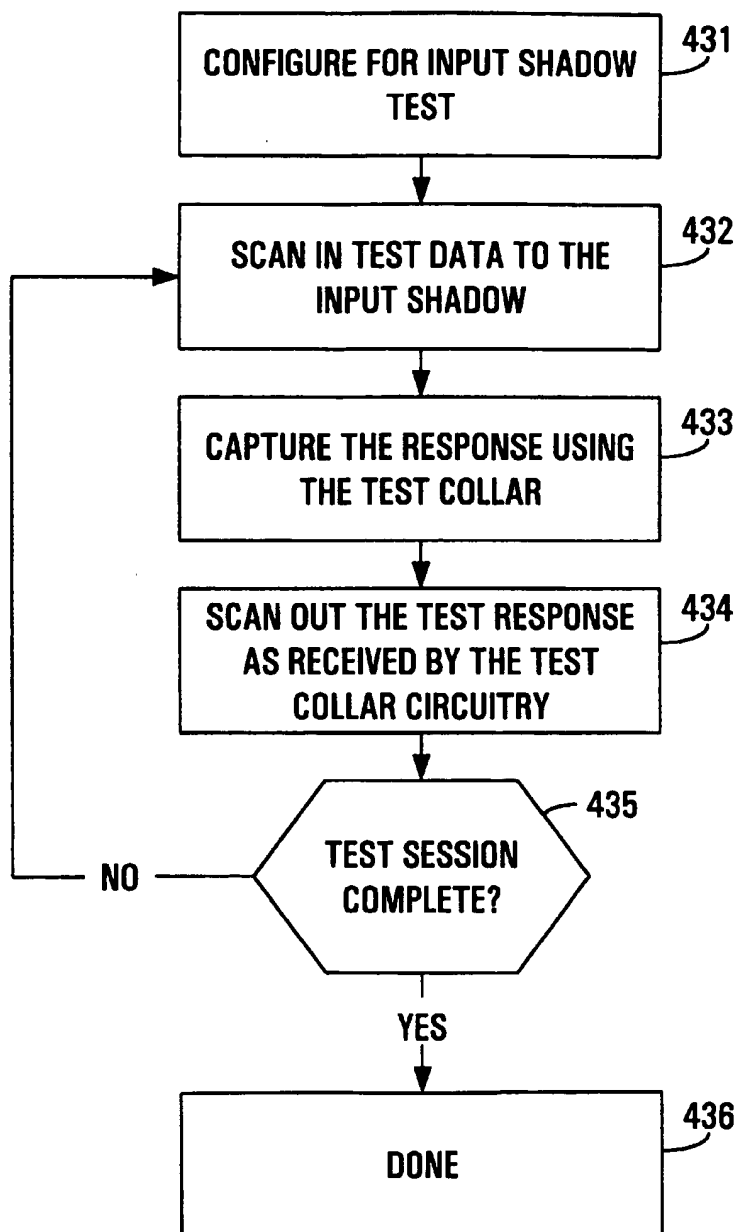 431
CONFIGURE FOR INPUT SHADOW
TEST
432
SCAN IN TEST DATA TO THE
INPUT SHADOW
433
CAPTURE THE RESPONSE USING
THE TEST COLLAR
434
SCAN OUT THE TEST RESPONSE
AS RECEIVED BY THE TEST
COLLAR CIRCUITRY
435
TEST SESSION
COMPLETE?
NO
YES
436
DONE